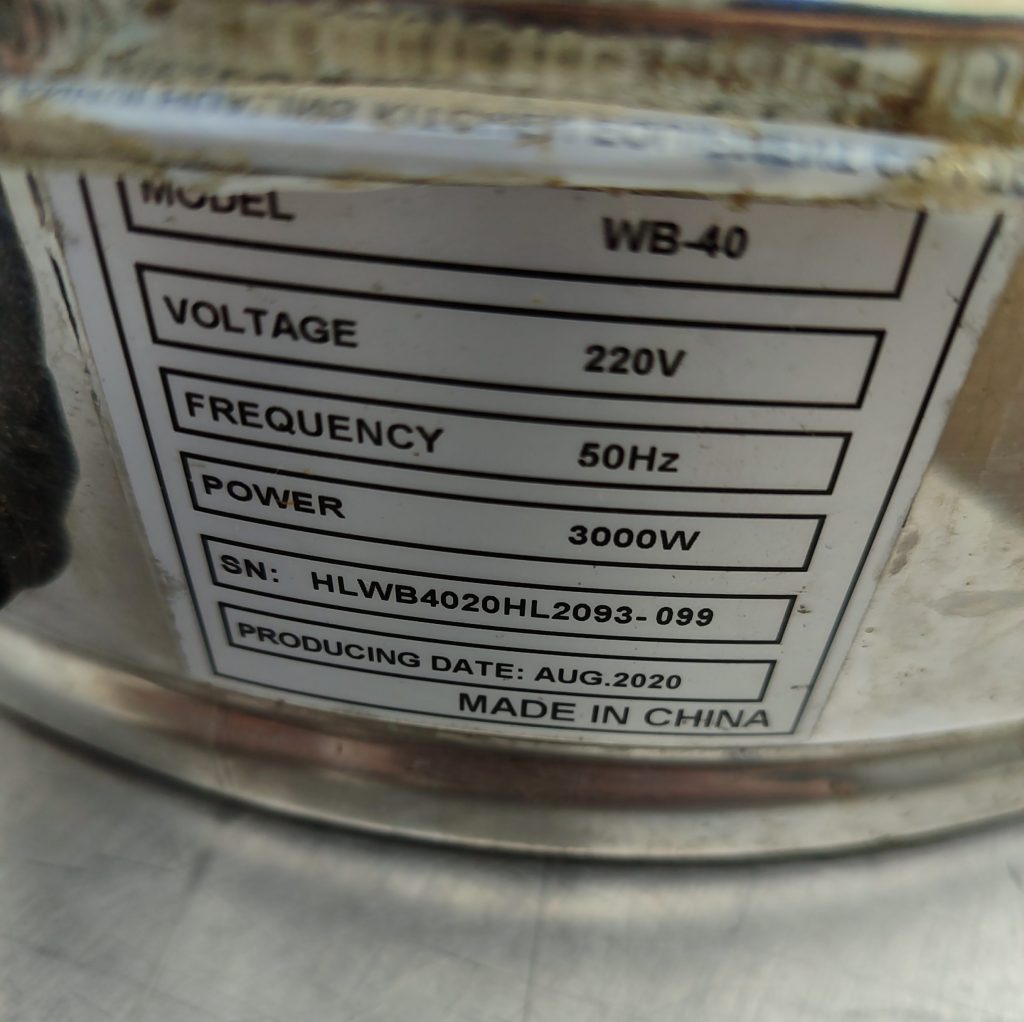 MODEL WB-40
VOLTAGE 220V
FREQUENCY 50Hz
POWER 3000W
SN: HLWB4020HL2093-099
PRODUCING DATE: AUG.2020
MADE IN CHINA